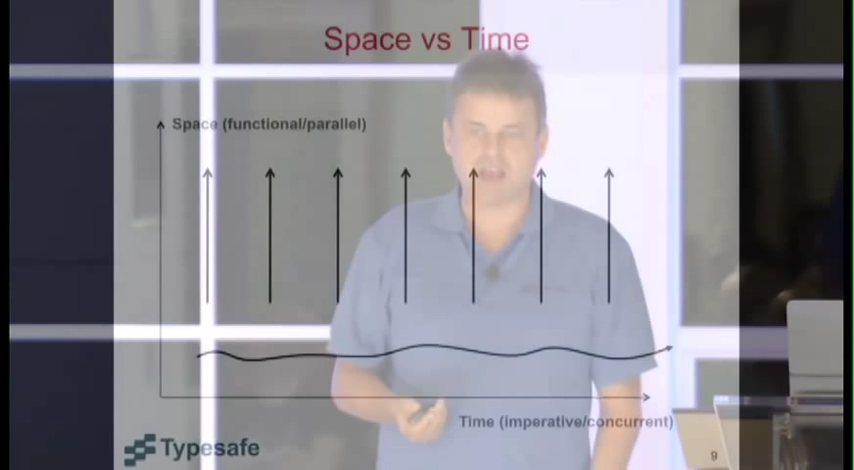 Space vs Time
Space (functional/parallel)
Time (imperative/concurrent)
Typesafe
9